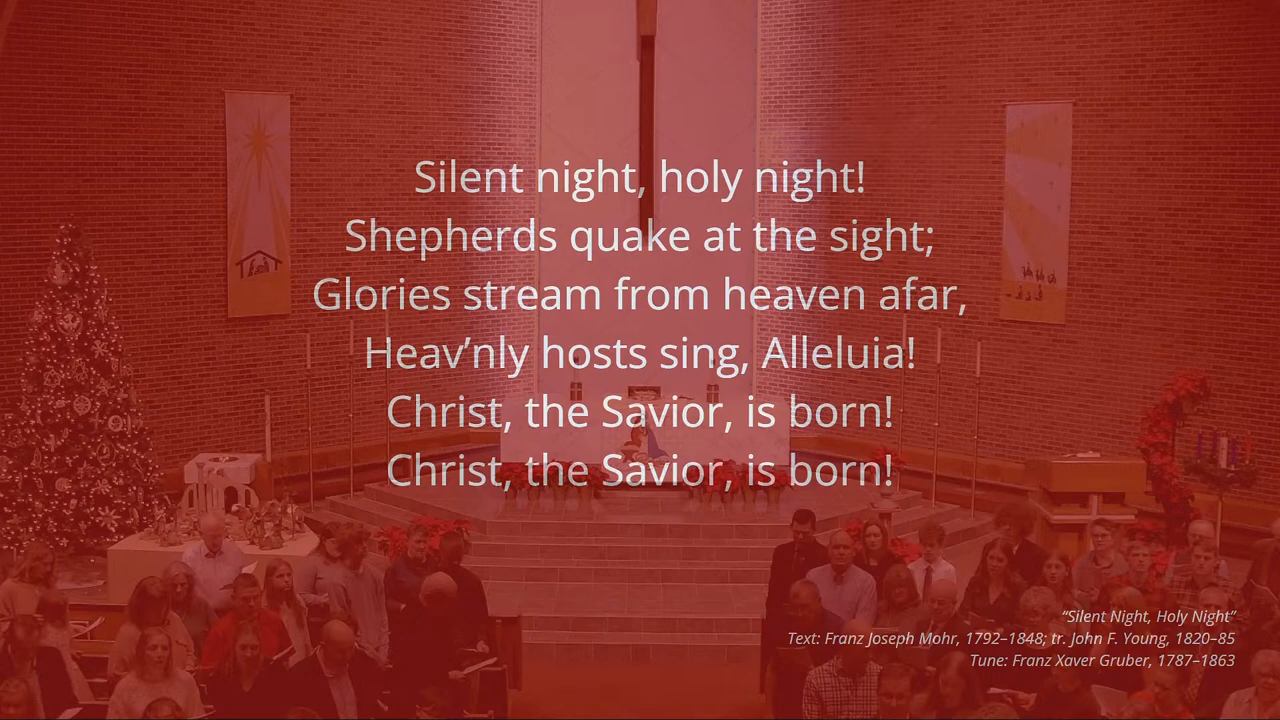 Silent night, holy night!
Shepherds quake at the sight;
Glories stream from heaven afar,
Heav’nly hosts sing, Alleluia!
Christ, the Savior, is born!
Christ, the Savior, is born!
“Silent Night, Holy Night”
Text: Franz Joseph Mohr, 1792–1848; tr. John F. Young, 1820–85
Tune: Franz Xaver Gruber, 1787–1863